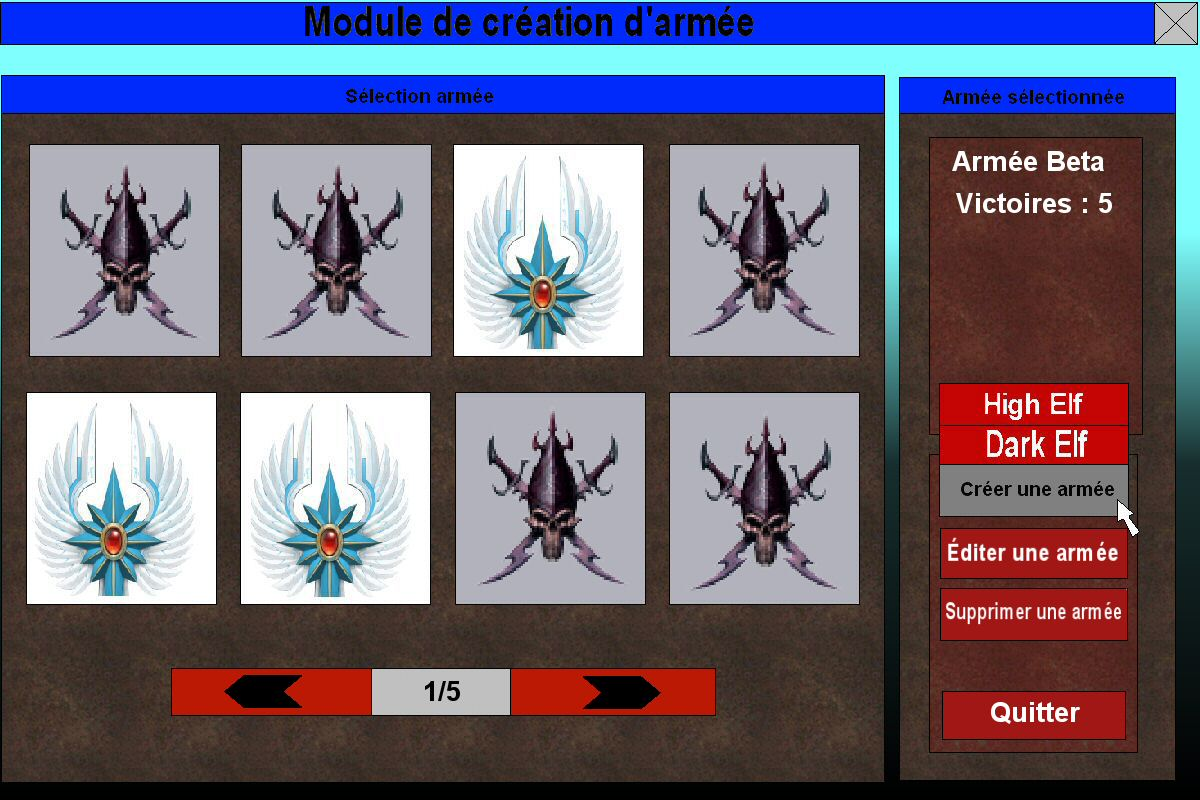 Module de création d'armée
Sélection armée
Armée sélectionnée
Armée Beta
Victoires : 5
High Elf
Dark Elf
Créer une armée
Éditer une armée
Supprimer une armée
1/5
Quitter